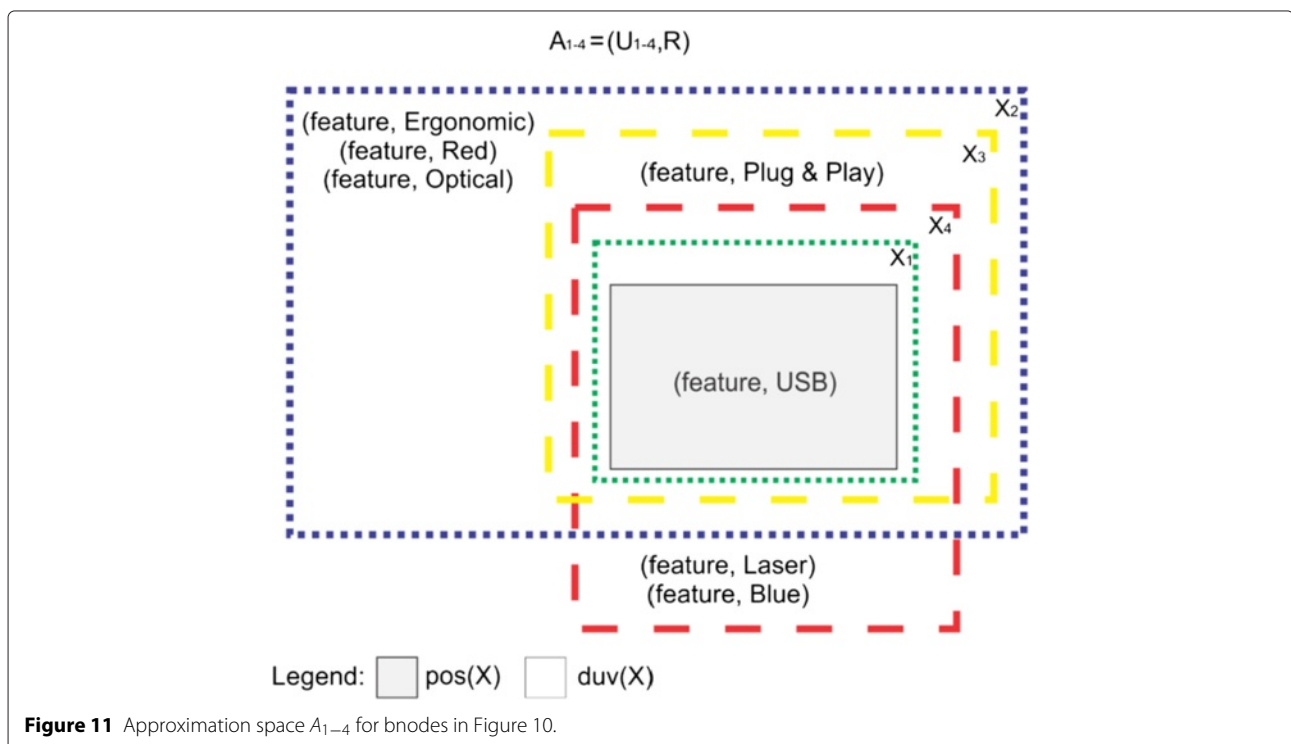 A1-4=(U1-4,R)
X2
(feature, Ergonomic)
(feature, Red)
(feature, Optical)
X3
(feature, Plug & Play)
X4
X1
(feature, USB)
(feature, Laser)
(feature, Blue)
Legend: pos(X) duv(X)
Figure 11 Approximation space A1−4 for bnodes in Figure 10.